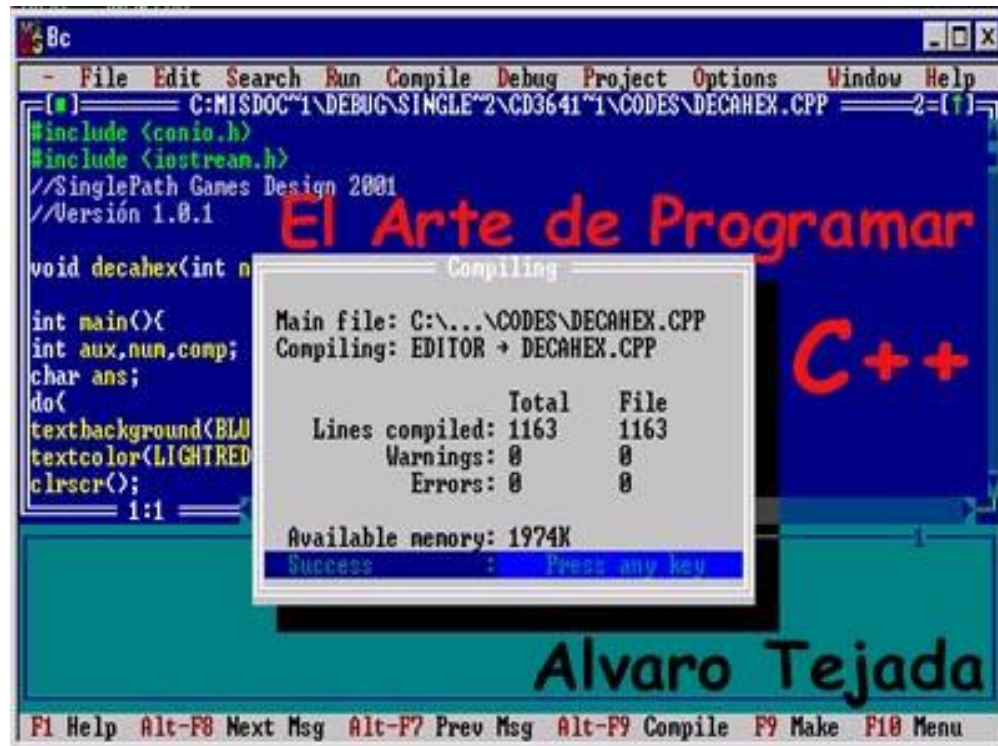 Bc
- File Edit Search Run Compile Debug Project Options Window Help
[■] C:MISDOC~1\DEBUG\SINGLE~2\CD3641~1\CODES\DECAHEX.CPP 2=[↑]
#include <conio.h>
#include <iostream.h>
//SinglePath Games Design 2001
//Versión 1.0.1
El Arte de Programar
C++
void decahex(int n
int main(){
int aux,num,comp;
char ans;
do{
textbackground(BLU
textcolor(LIGHTRED
clrscr();
1:1
Compiling
Main file: C:\...\CODES\DECAHEX.CPP
Compiling: EDITOR → DECAHEX.CPP
Total File
Lines compiled: 1163 1163
Warnings: 0 0
Errors: 0 0
Available memory: 1974K
Success : Press any key
1
Alvaro Tejada
F1 Help Alt-F8 Next Msg Alt-F7 Prev Msg Alt-F9 Compile F9 Make F10 Menu